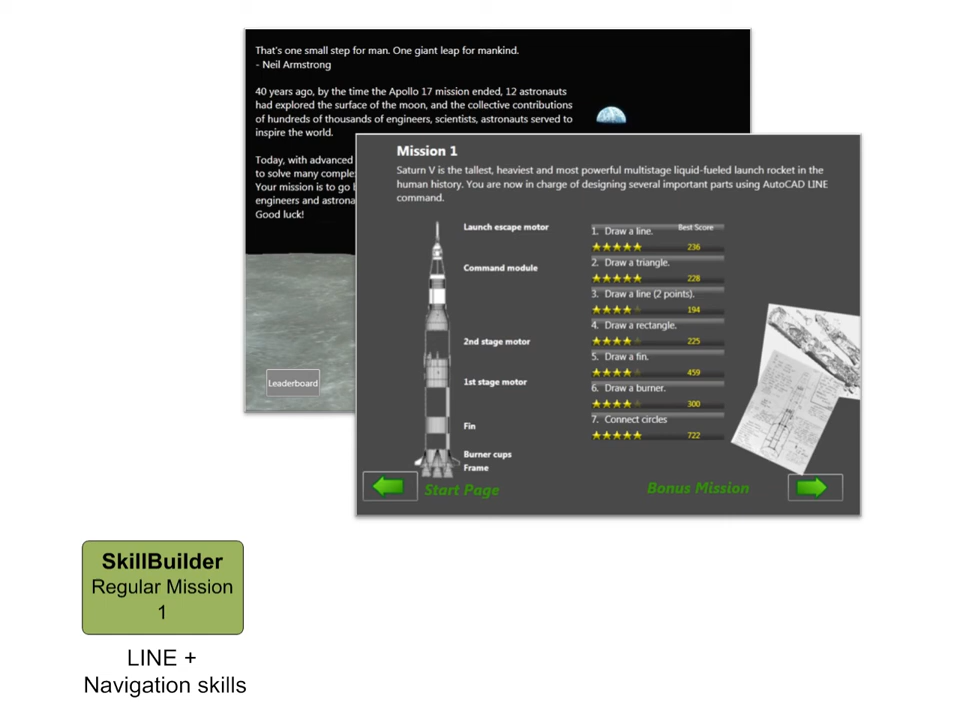 That's one small step for man. One giant leap for mankind.
- Neil Armstrong
40 years ago, by the time the Apollo 17 mission ended, 12 astronauts
had explored the surface of the moon, and the collective contributions
of hundreds of thousands of engineers, scientists, astronauts served to
inspire the world.
Today, with advanced
to solve many
Your mission is to go
engineers and
Good luck!
Leaderboard
Mission 1
Saturn V is the tallest, heaviest and most powerful multistage liquid-fueled launch rocket in the
human history. You are now in charge of designing several important parts using AutoCAD LINE
command.
Launch escape motor
Command module
2nd stage motor
1st stage motor
Fin
Burner cups
Frame
Best Score
1. Draw a line.
236
2. Draw a triangle.
228
3. Draw a line (2 points).
194
4. Draw a rectangle.
225
5. Draw a fin.
459
6. Draw a burner.
300
7. Connect circles
722
Start Page
Bonus Mission
SkillBuilder
Regular Mission
1
LINE +
Navigation skills